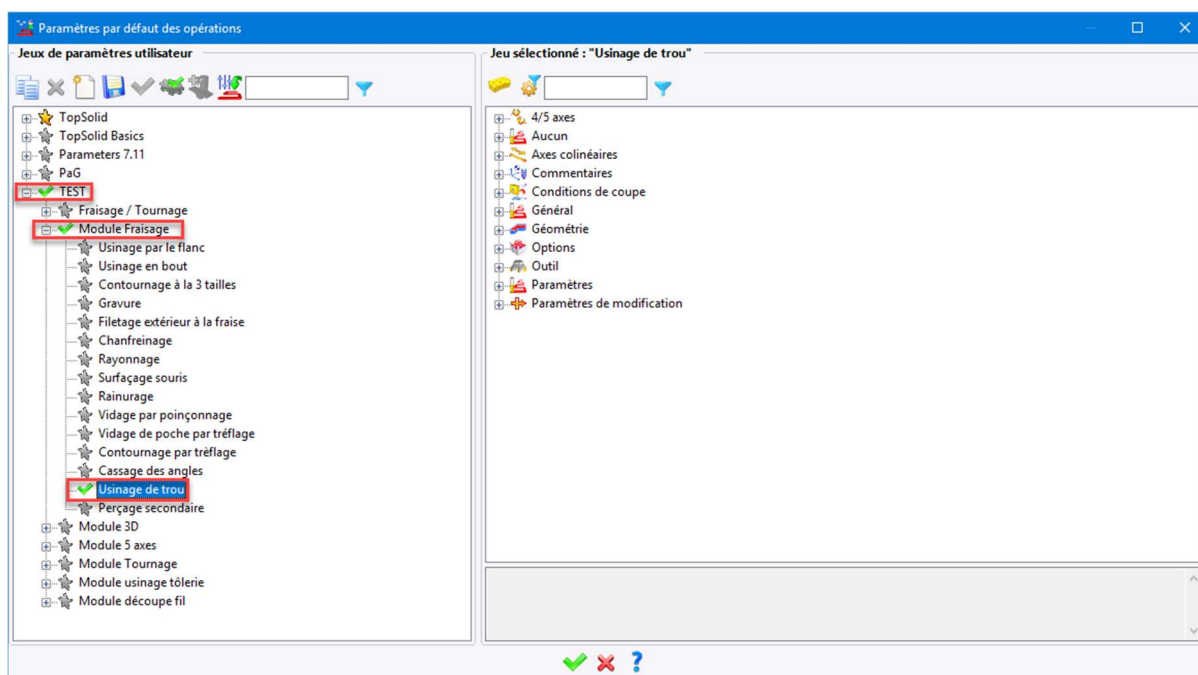 Paramètres par défaut des opérations
Jeux de paramètres utilisateur
TopSolid
TopSolid Basics
Parameters 7.11
PaG
TEST
Fraisage / Tournage
Module Fraisage
Usinage par le flanc
Usinage en bout
Contournage à la 3 tailles
Gravure
Filetage extérieur à la fraise
Chanfreinage
Rayonnage
Surfaçage souris
Rainurage
Vidage par poinçonnage
Vidage de poche par tréflage
Contournage par trèflage
Cassage des angles
Usinage de trou
Perçage secondaire
Module 3D
Module 5 axes
Module Tournage
Module usinage tôlerie
Module découpe fil
Jeu sélectionné : "Usinage de trou"
4/5 axes
Aucun
Axes colinéaires
Commentaires
Conditions de coupe
Général
Géométrie
Options
Outil
Paramètres
Paramètres de modification